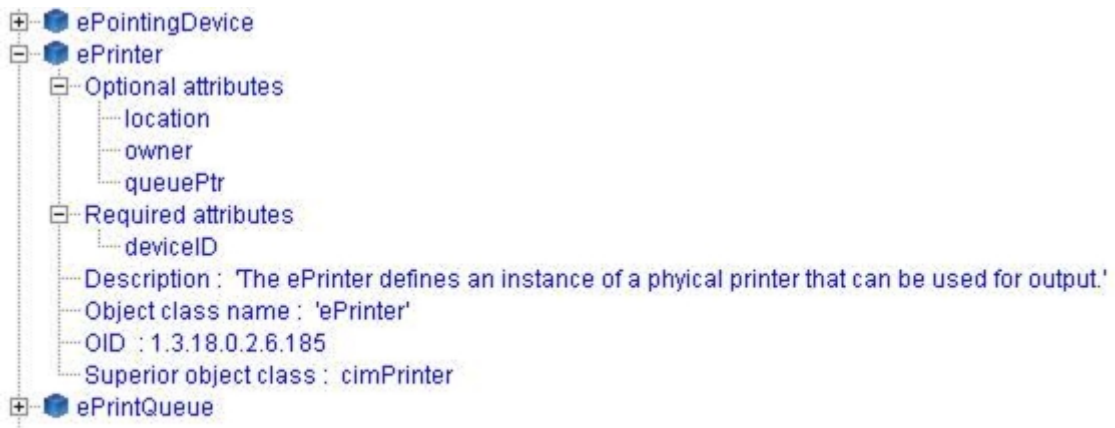 ePointingDevice
ePrinter
Optional attributes
location
owner
queuePtr
Required attributes
deviceID
Description : 'The ePrinter defines an instance of a phyical printer that can be used for output.'
Object class name : 'ePrinter'
OID : 1.3.18.0.2.6.185
Superior object class : cimPrinter
ePrintQueue